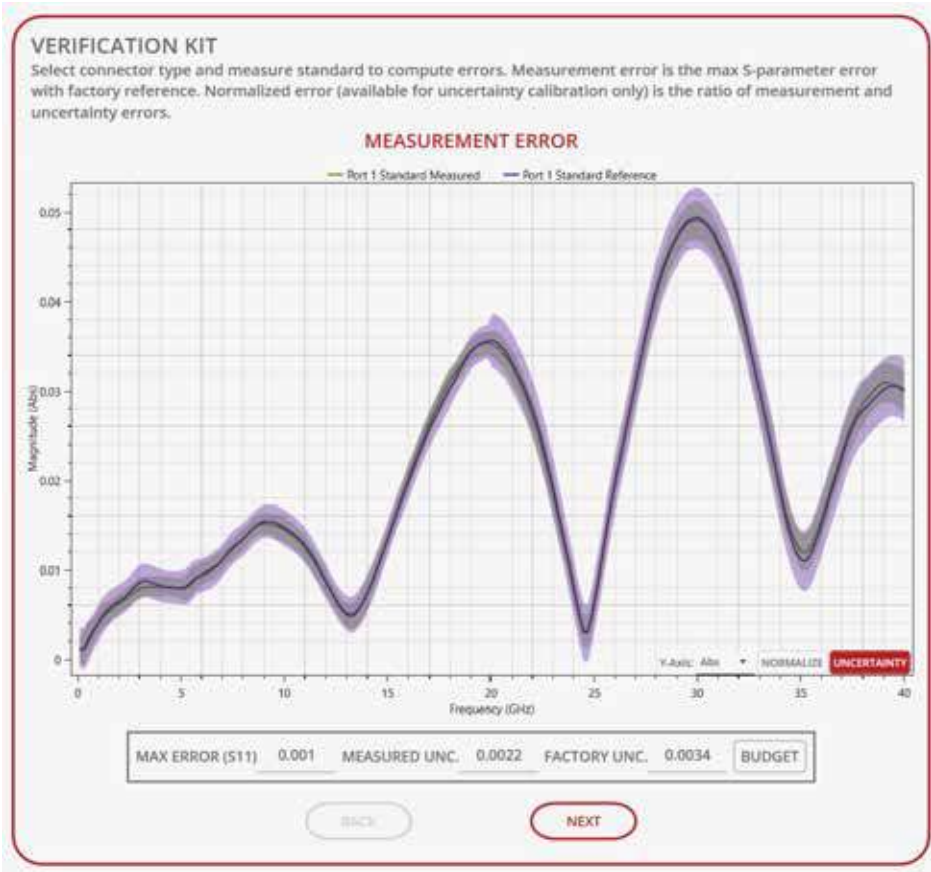 VERIFICATION KIT
Select connector type and measure standard to compute errors. Measurement error is the max S-parameter error
with factory reference. Normalized error (available for uncertainty calibration only) is the ratio of measurement and
uncertainty errors.
MEASUREMENT ERROR
Port 1 Standard Measured Port 1 Standard Reference
0.05
0.04
0.03
0.02
0.01
0
Magnitude (Abs)
Y-Axis: Abs NORMALIZE UNCERTAINTY
0 5 10 15 20 25 30 35 40
Frequency (GHz)
MAX ERROR (S11) 0.001 MEASURED UNC. 0.0022 FACTORY UNC. 0.0034 BUDGET
BACK NEXT